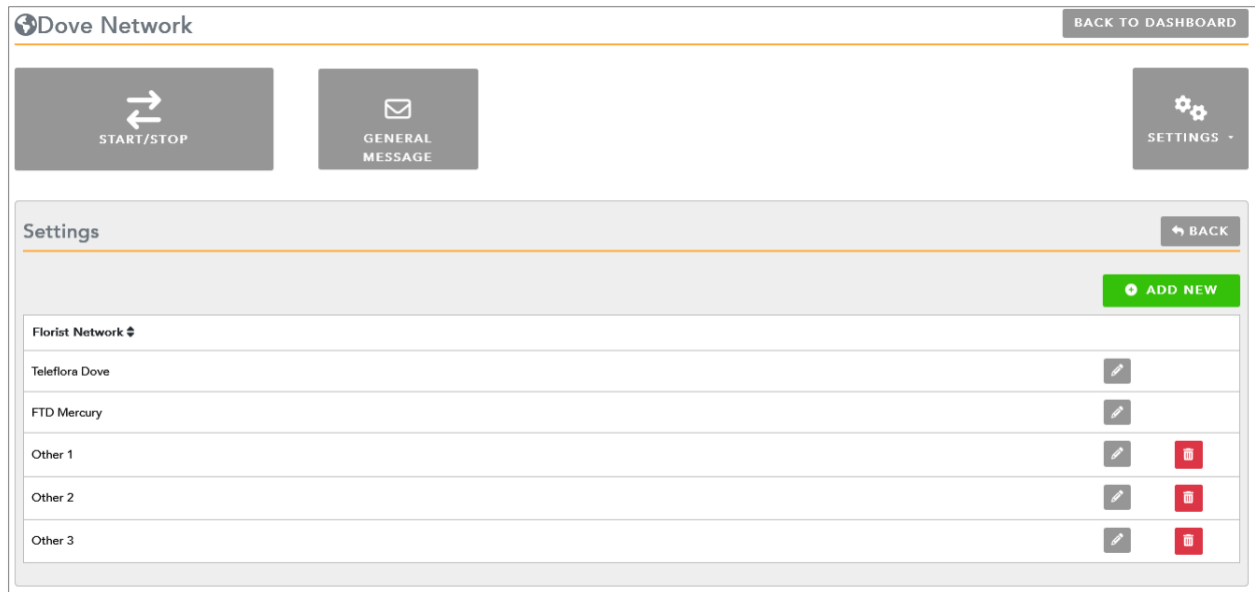 Dove Network
BACK TO DASHBOARD
START/STOP
GENERAL
MESSAGE
SETTINGS
Settings
BACK
ADD NEW
Florist Network
Teleflora Dove
FTD Mercury
Other 1
Other 2
Other 3